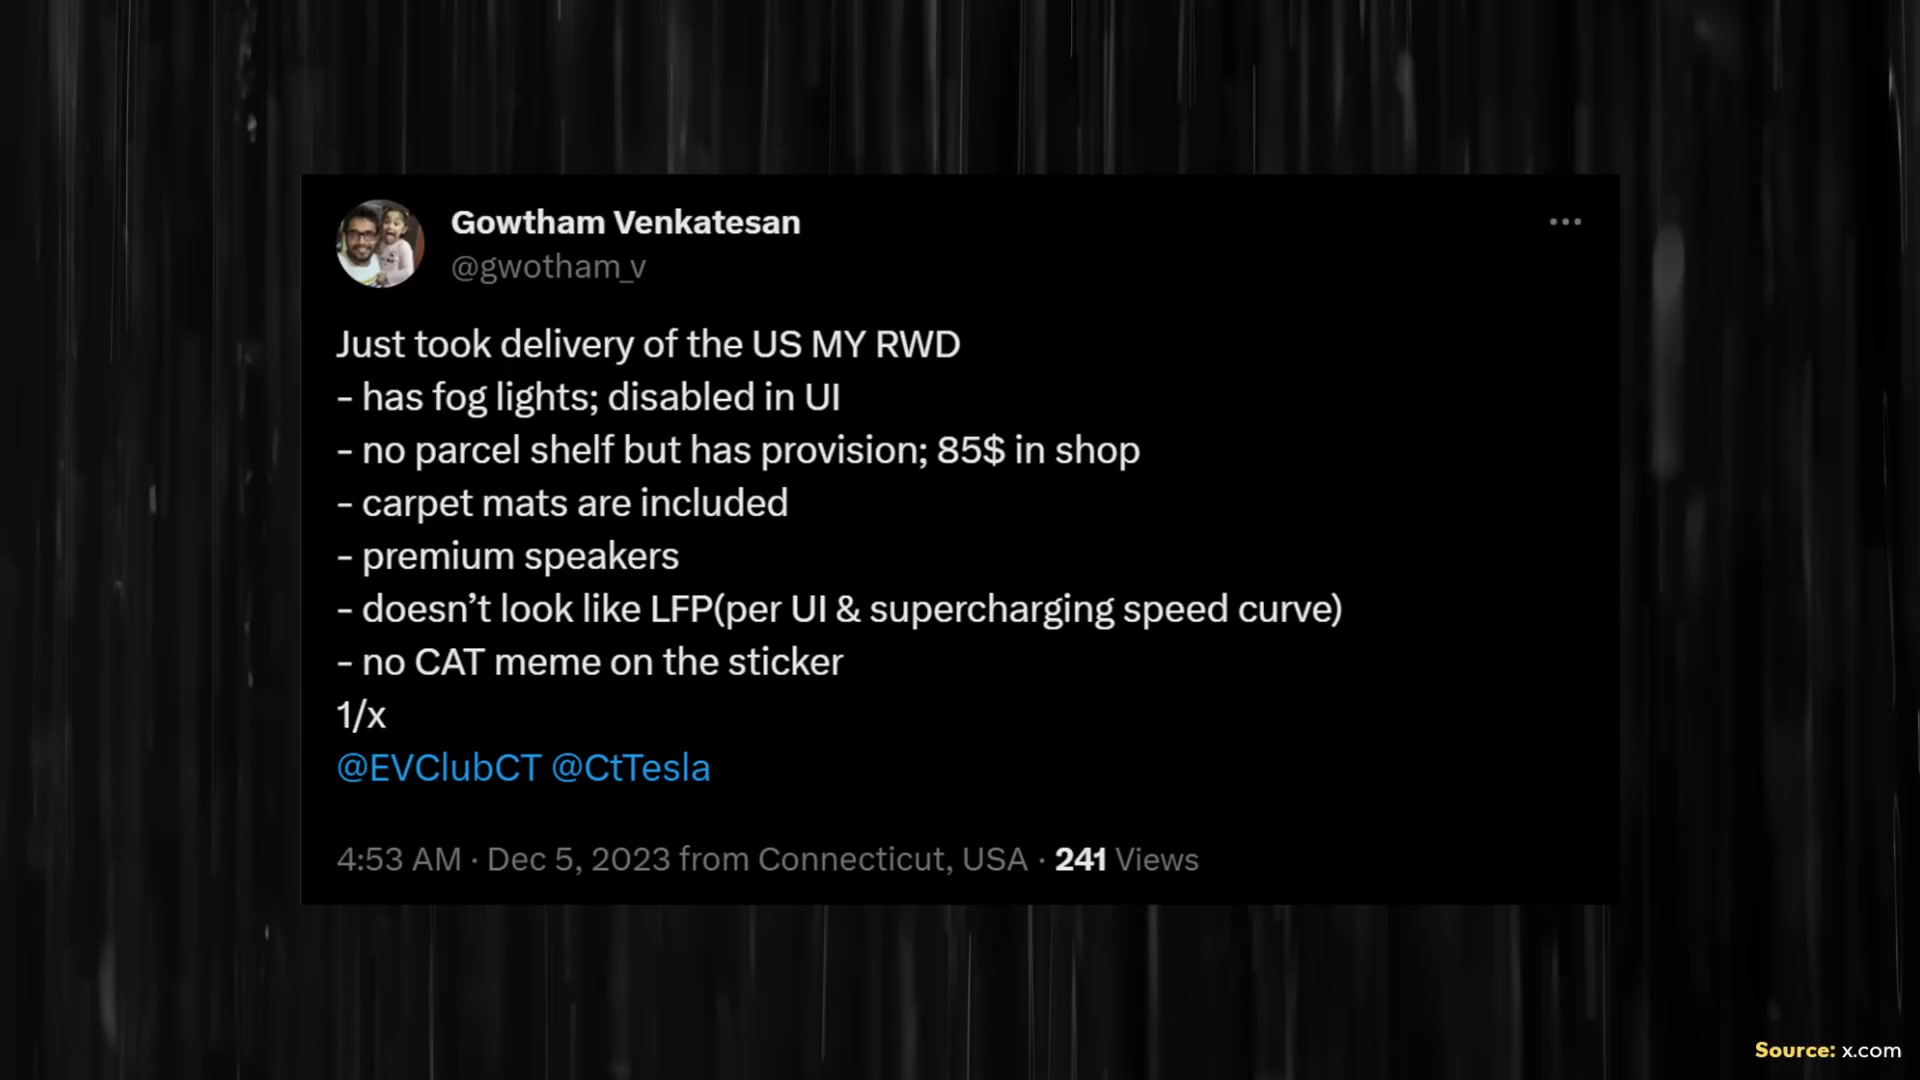 Gowtham Venkatesan
@gwotham_v
Just took delivery of the US MY RWD
- has fog lights; disabled in UI
- no parcel shelf but has provision; 85$ in shop
- carpet mats are included
- premium speakers
- doesn’t look like LFP(per UI & supercharging speed curve)
- no CAT meme on the sticker
1/x
@EVClubCT @CtTesla
4:53 AM · Dec 5, 2023 from Connecticut, USA · 241 Views
Source: x.com